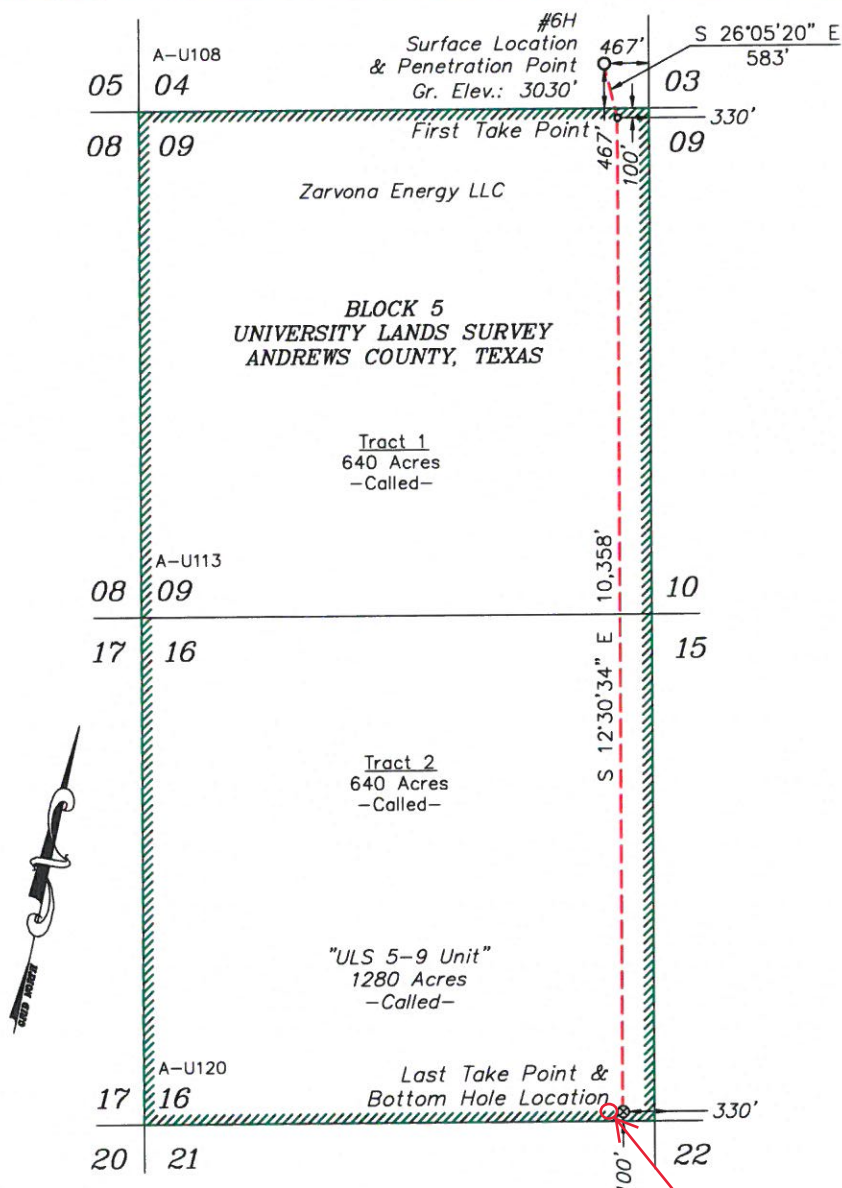 #6H
Surface Location
& Penetration Point
Gr. Elev.: 3030'
467'
S 26°05'20" E
583'
A-U108
05 04
03
08 09
09
First Take Point
467'
100'
330'
Zarvona Energy LLC
BLOCK 5
UNIVERSITY LANDS SURVEY
ANDREWS COUNTY, TEXAS
Tract 1
640 Acres
-Called-
A-U113
08 09
10
17 16
15
S 12°30'34" E 10,358'
Tract 2
640 Acres
-Called-
"ULS 5-9 Unit"
1280 Acres
-Called-
A-U120
17 16
Last Take Point &
Bottom Hole Location
330'
20 21
22